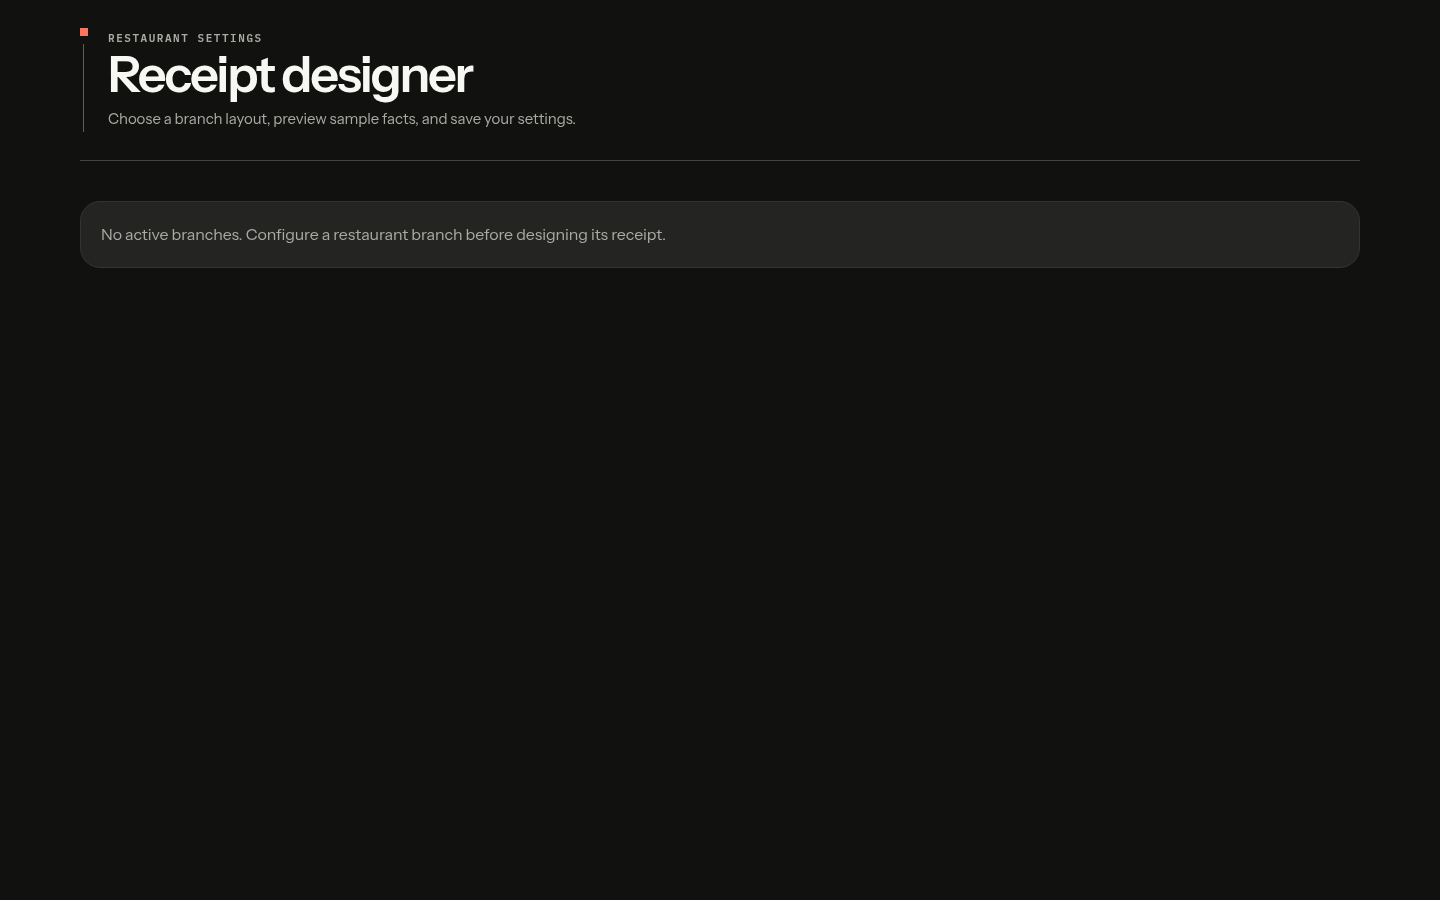 RESTAURANT SETTINGS
Receipt designer
Choose a branch layout, preview sample facts, and save your settings.
No active branches. Configure a restaurant branch before designing its receipt.